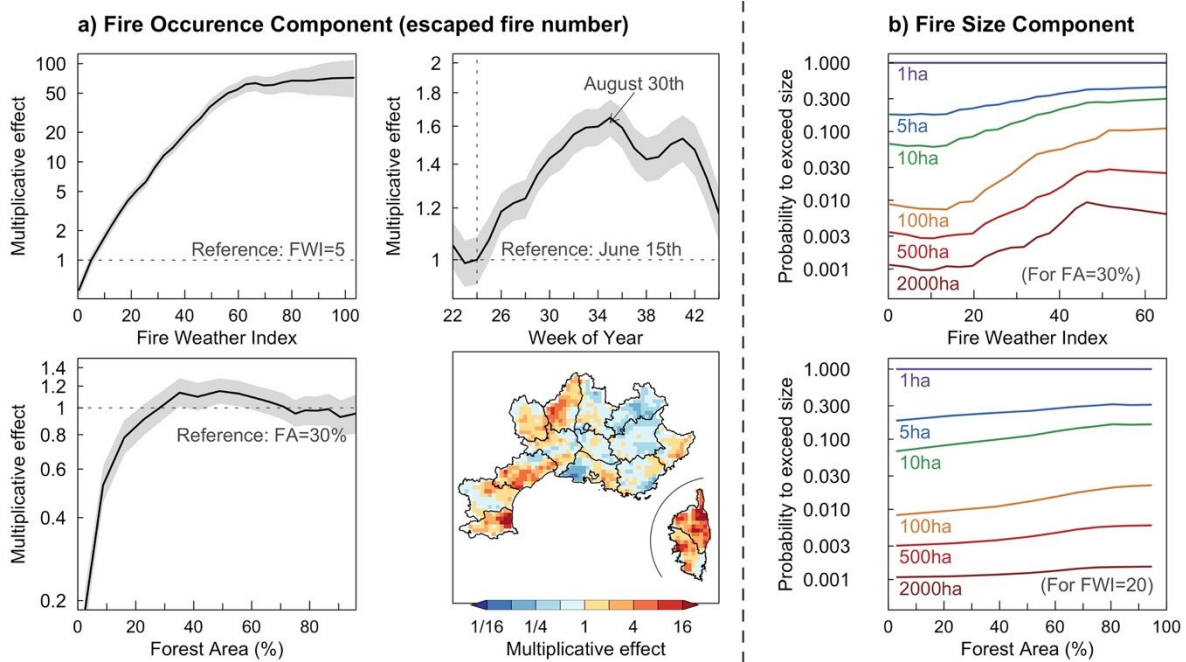 a) Fire Occurence Component (escaped fire number)
Multiplicative effect
100
50
20
10
5
2
1
Reference: FWI=5
0 20 40 60 80 100
Fire Weather Index
Multiplicative effect
2
1.8
1.6
1.4
1.2
1
August 30th
Reference: June 15th
22 26 30 34 38 42
Week of Year
Multiplicative effect
1.4
1.2
1
0.8
0.6
0.4
0.2
Reference: FA=30%
0 20 40 60 80
Forest Area (%)
1/16 1/4 1 4 16
Multiplicative effect
b) Fire Size Component
Probability to exceed size
1.000
0.300
0.100
0.030
0.010
0.003
0.001
1ha
5ha
10ha
100ha
500ha
2000ha
(For FA=30%)
0 20 40 60
Fire Weather Index
Probability to exceed size
1.000
0.300
0.100
0.030
0.010
0.003
0.001
1ha
5ha
10ha
100ha
500ha
2000ha
(For FWI=20)
0 20 40 60 80 100
Forest Area (%)